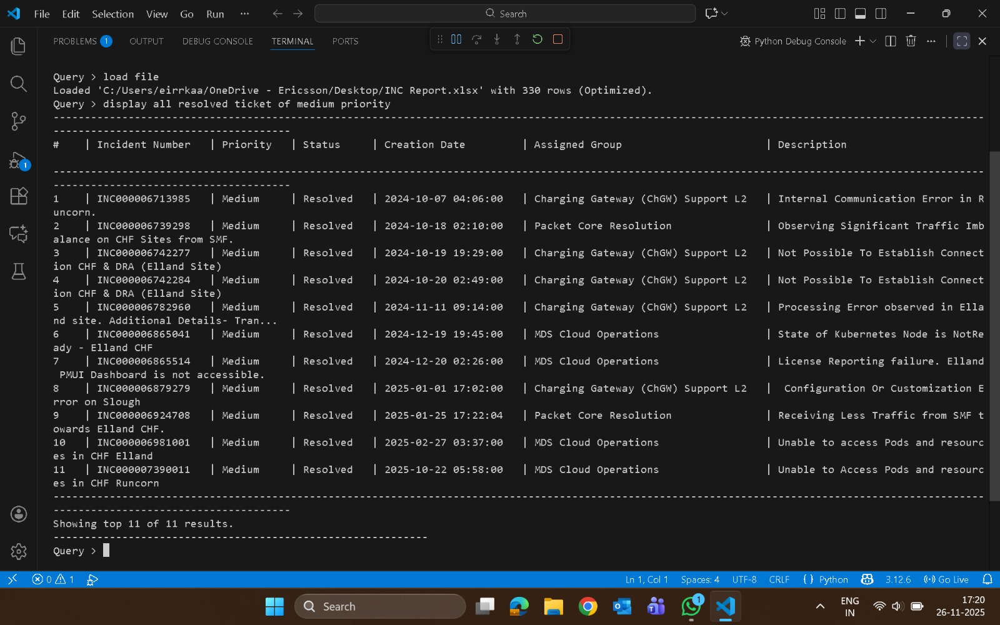 File Edit Selection View Go Run ··· Search
PROBLEMS 1 OUTPUT DEBUG CONSOLE TERMINAL PORTS Python Debug Console
Query > load file
Loaded 'C:/Users/eirrkaa/OneDrive - Ericsson/Desktop/INC Report.xlsx' with 330 rows (Optimized).
Query > display all resolved ticket of medium priority
-----------------------------------------------------------------------------------------------------------------------------------------------------
--------------------------------------
# | Incident Number | Priority | Status | Creation Date | Assigned Group | Description
-----------------------------------------------------------------------------------------------------------------------------------------------------
--------------------------------------
1 | INC000006713985 | Medium | Resolved | 2024-10-07 04:06:00 | Charging Gateway (ChGW) Support L2 | Internal Communication Error in R
uncorn.
2 | INC000006739298 | Medium | Resolved | 2024-10-18 02:10:00 | Packet Core Resolution | Observing Significant Traffic Imb
alance on CHF Sites from SMF.
3 | INC000006742277 | Medium | Resolved | 2024-10-19 19:29:00 | Charging Gateway (ChGW) Support L2 | Not Possible To Establish Connect
ion CHF & DRA (Elland Site)
4 | INC000006742284 | Medium | Resolved | 2024-10-20 02:49:00 | Charging Gateway (ChGW) Support L2 | Not Possible To Establish Connect
ion CHF & DRA (Elland Site)
5 | INC000006782960 | Medium | Resolved | 2024-11-11 09:14:00 | Charging Gateway (ChGW) Support L2 | Processing Error observed in Ella
nd site. Additional Details- Tran...
6 | INC000006865041 | Medium | Resolved | 2024-12-19 19:45:00 | MDS Cloud Operations | State of Kubernetes Node is NotRe
ady - Elland CHF
7 | INC000006865514 | Medium | Resolved | 2024-12-20 02:26:00 | MDS Cloud Operations | License Reporting failure. Elland
PMUI Dashboard is not accessible.
8 | INC000006879279 | Medium | Resolved | 2025-01-01 17:02:00 | Charging Gateway (ChGW) Support L2 | Configuration Or Customization E
rror on Slough
9 | INC000006924708 | Medium | Resolved | 2025-01-25 17:22:04 | Packet Core Resolution | Receiving Less Traffic from SMF t
owards Elland CHF.
10 | INC000006981001 | Medium | Resolved | 2025-02-27 03:37:00 | MDS Cloud Operations | Unable to access Pods and resourc
es in CHF Elland
11 | INC000007390011 | Medium | Resolved | 2025-10-22 05:58:00 | MDS Cloud Operations | Unable to Access Pods and resourc
es in CHF Runcorn
-----------------------------------------------------------------------------------------------------------------------------------------------------
--------------------------------------
Showing top 11 of 11 results.
------------------------------------------------------------
Query >
1
0 1 Ln 1, Col 1 Spaces: 4 UTF-8 CRLF { } Python 3.12.6 Go Live
Search 1 ENG 17:20
IN 26-11-2025